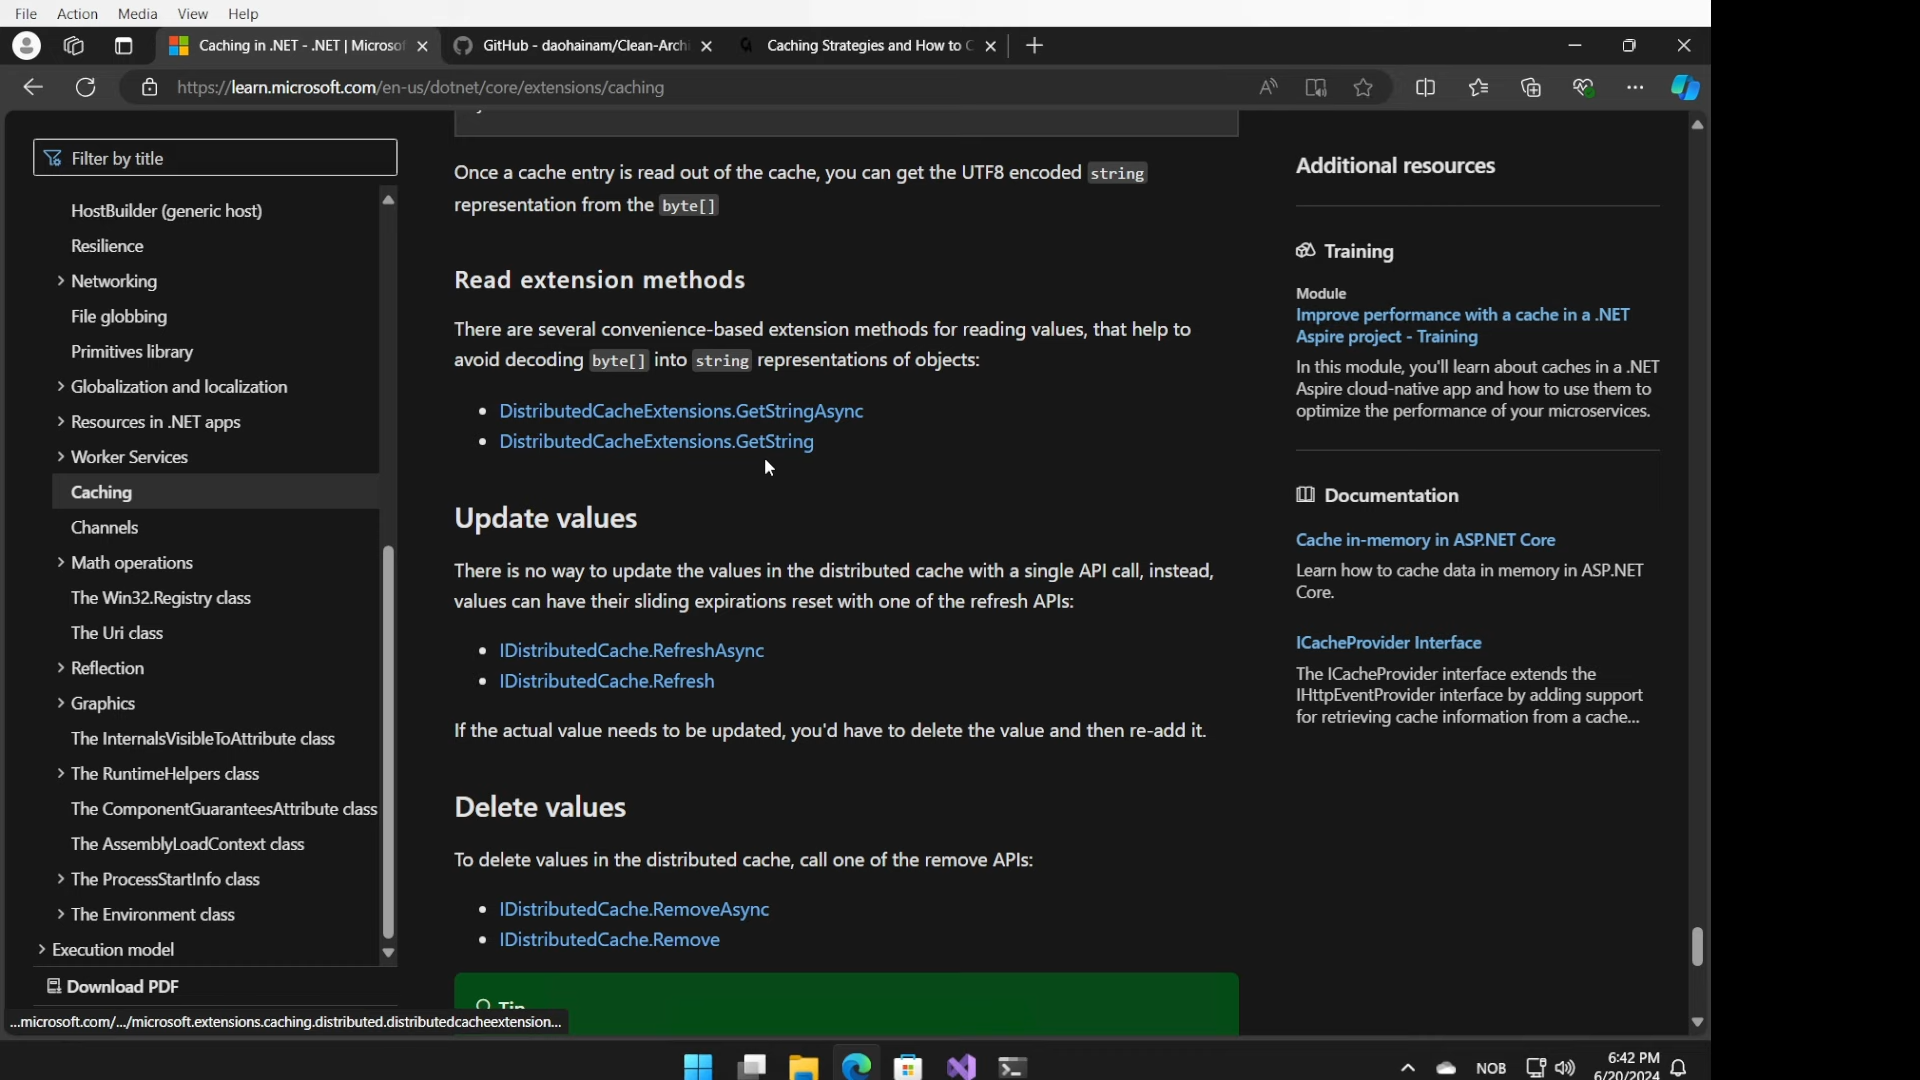 File Action Media View Help
Caching in .NET - .NET | Microsof
GitHub - daohainam/Clean-Archi
Caching Strategies and How to C
https://learn.microsoft.com/en-us/dotnet/core/extensions/caching
Filter by title
HostBuilder (generic host)
Resilience
Networking
File globbing
Primitives library
Globalization and localization
Resources in .NET apps
Worker Services
Caching
Channels
Math operations
The Win32.Registry class
The Uri class
Reflection
Graphics
The InternalsVisibleToAttribute class
The RuntimeHelpers class
The ComponentGuaranteesAttribute class
The AssemblyLoadContext class
The ProcessStartInfo class
The Environment class
Execution model
Download PDF
...microsoft.com/.../microsoft.extensions.caching.distributed.distributedcacheextension...
Once a cache entry is read out of the cache, you can get the UTF8 encoded string
representation from the byte[]
Read extension methods
There are several convenience-based extension methods for reading values, that help to
avoid decoding byte[] into string representations of objects:
• DistributedCacheExtensions.GetStringAsync
• DistributedCacheExtensions.GetString
Update values
There is no way to update the values in the distributed cache with a single API call, instead,
values can have their sliding expirations reset with one of the refresh APIs:
• IDistributedCache.RefreshAsync
• IDistributedCache.Refresh
If the actual value needs to be updated, you'd have to delete the value and then re-add it.
Delete values
To delete values in the distributed cache, call one of the remove APIs:
• IDistributedCache.RemoveAsync
• IDistributedCache.Remove
Tip
Additional resources
Training
Module
Improve performance with a cache in a .NET
Aspire project - Training
In this module, you'll learn about caches in a .NET
Aspire cloud-native app and how to use them to
optimize the performance of your microservices.
Documentation
Cache in-memory in ASP.NET Core
Learn how to cache data in memory in ASP.NET
Core.
ICacheProvider Interface
The ICacheProvider interface extends the
IHttpEventProvider interface by adding support
for retrieving cache information from a cache...
NOB
6:42 PM
6/20/2024